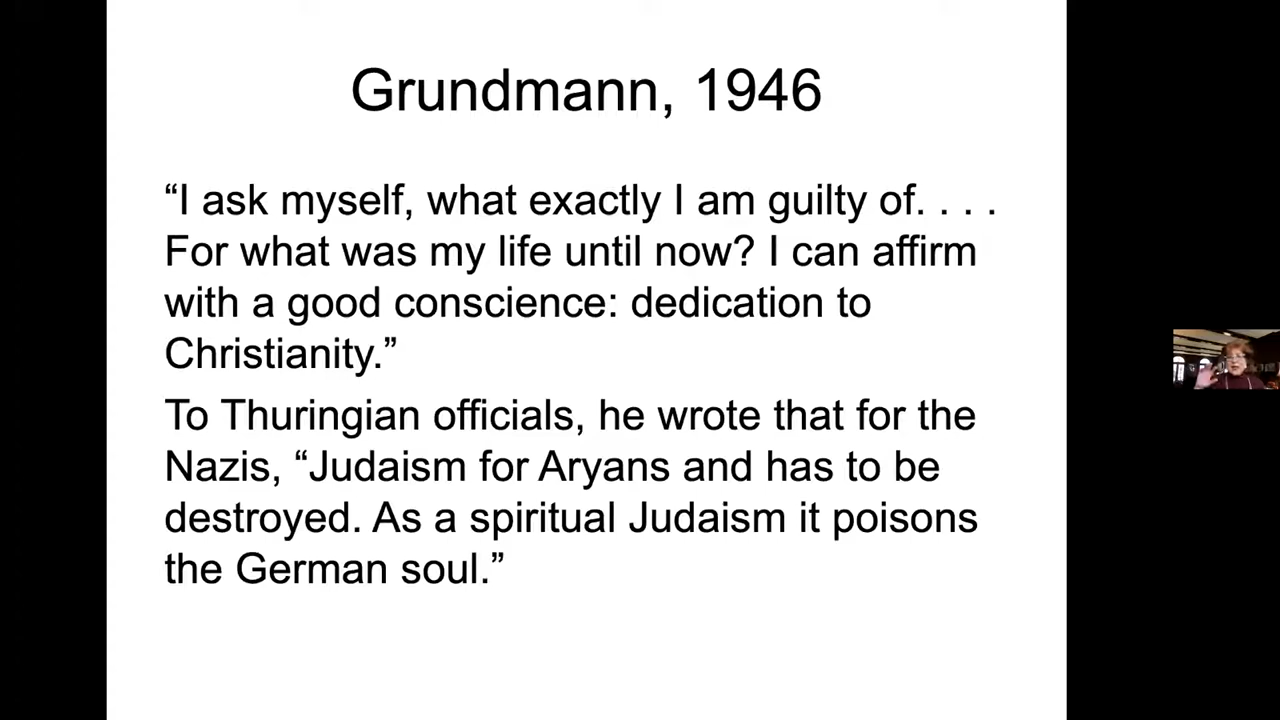 Grundmann, 1946
“I ask myself, what exactly I am guilty of. . . .
For what was my life until now? I can affirm
with a good conscience: dedication to
Christianity.”
To Thuringian officials, he wrote that for the
Nazis, “Judaism for Aryans and has to be
destroyed. As a spiritual Judaism it poisons
the German soul.”